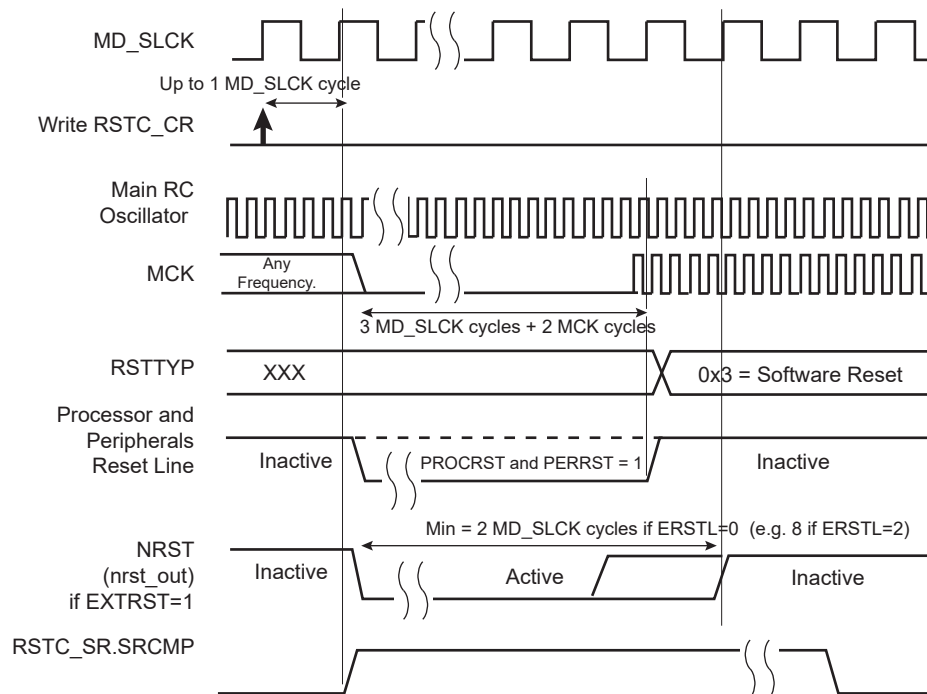 MD_SLCK
Up to 1 MD_SLCK cycle
Write RSTC_CR
Main RC
Oscillator
MCK
Any
Frequency.
3 MD_SLCK cycles + 2 MCK cycles
RSTTYP
XXX
0x3 = Software Reset
Processor and
Peripherals
Reset Line
Inactive
PROCRST and PERRST = 1
Inactive
Min = 2 MD_SLCK cycles if ERSTL=0 (e.g. 8 if ERSTL=2)
NRST
(nrst_out)
if EXTRST=1
Inactive
Active
Inactive
RSTC_SR.SRCMP